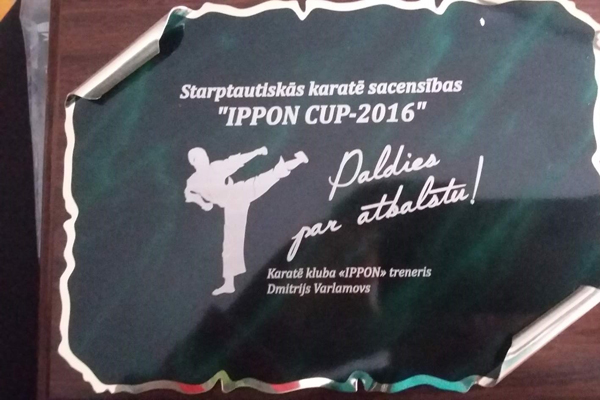 Starptautiskās karatē sacensības
"IPPON CUP-2016"
Paldies
par atbalstu!
Karatē kluba «IPPON» treneris
Dmitrijs Varlamovs